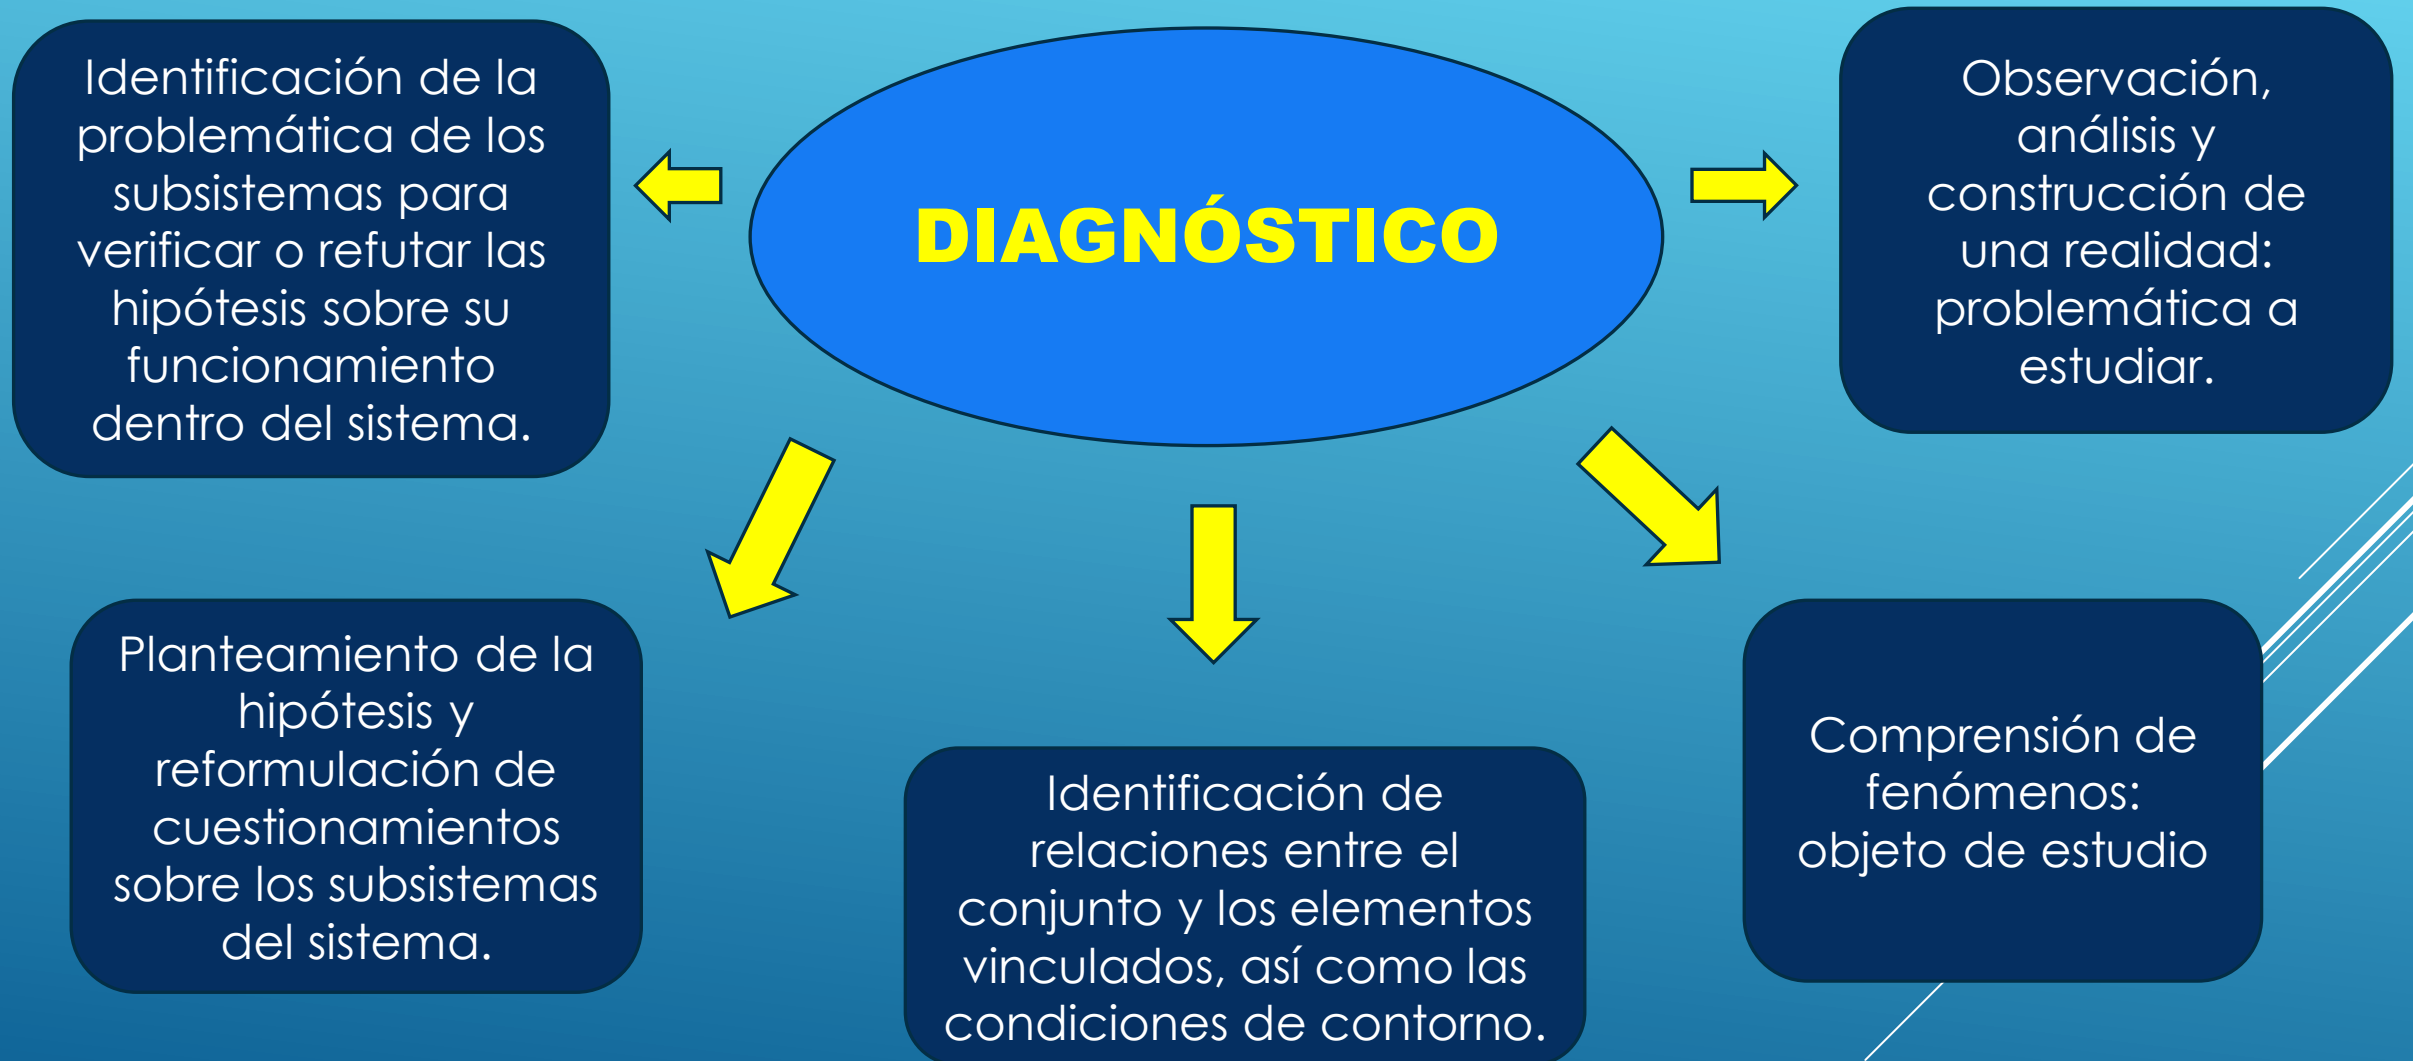 Identificación de la
problemática de los
subsistemas para
verificar o refutar las
hipótesis sobre su
funcionamiento
dentro del sistema.
DIAGNÓSTICO
Observación,
análisis y
construcción de
una realidad:
problemática a
estudiar.
Planteamiento de la
hipótesis y
reformulación de
cuestionamientos
sobre los subsistemas
del sistema.
Identificación de
relaciones entre el
conjunto y los elementos
vinculados, así como las
condiciones de contorno.
Comprensión de
fenómenos:
objeto de estudio